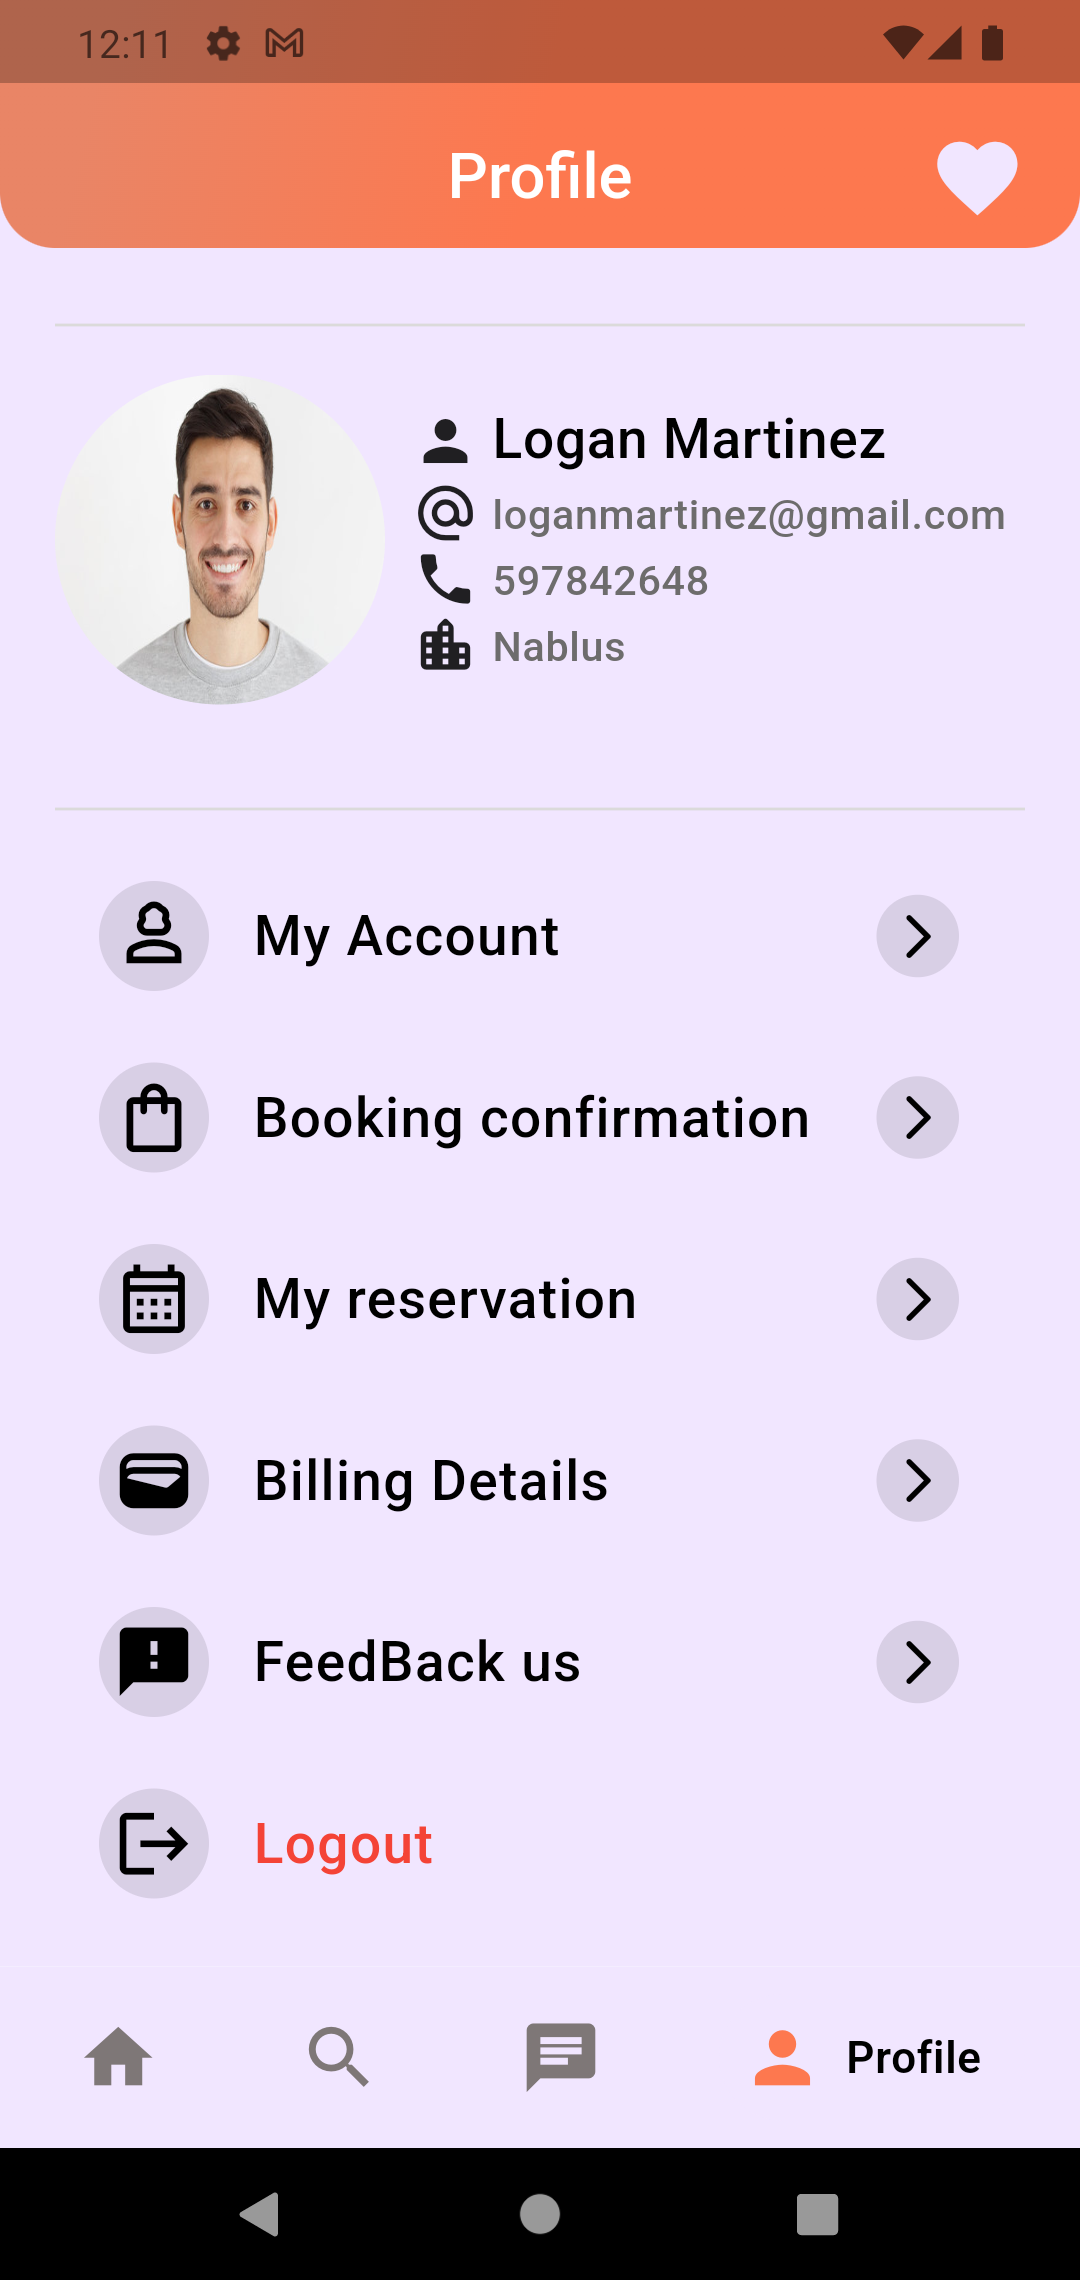 12:11
Profile
Logan Martinez
loganmartinez@gmail.com
597842648
Nablus
My Account
Booking confirmation
My reservation
Billing Details
FeedBack us
Logout
Profile